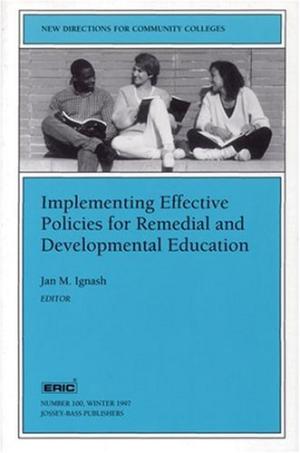 NEW DIRECTIONS FOR COMMUNITY COLLEGES
Implementing Effective
Policies for Remedial and
Developmental Education
Jan M. Ignash
EDITOR
ERIC
NUMBER 100, WINTER 1997
JOSSEY-BASS PUBLISHERS